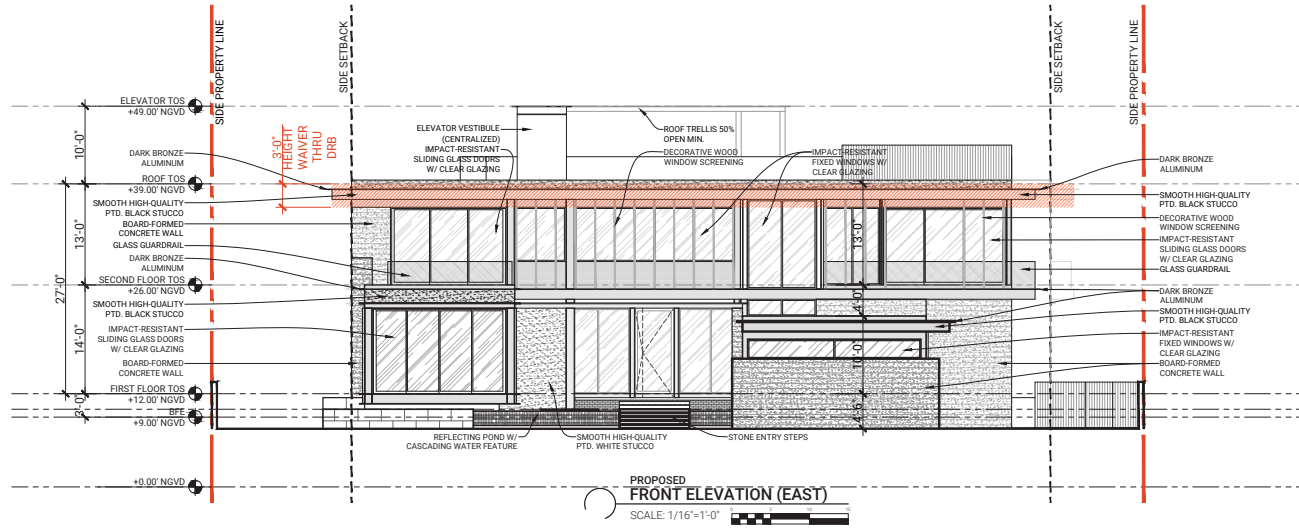 SIDE PROPERTY LINE
SIDE SETBACK
SIDE SETBACK
SIDE PROPERTY LINE
ELEVATOR TOS
+49.00' NGVD
10'-0"
3'-0"
HEIGHT
WAIVER
THRU
DRB
ELEVATOR VESTIBULE
(CENTRALIZED)
IMPACT-RESISTANT
SLIDING GLASS DOORS
W/ CLEAR GLAZING
ROOF TRELLIS 50%
OPEN MIN.
DECORATIVE WOOD
WINDOW SCREENING
IMPACT-RESISTANT
FIXED WINDOWS W/
CLEAR GLAZING
DARK BRONZE
ALUMINUM
ROOF TOS
+39.00' NGVD
SMOOTH HIGH-QUALITY
PTD. BLACK STUCCO
BOARD-FORMED
CONCRETE WALL
GLASS GUARDRAIL
DARK BRONZE
ALUMINUM
SECOND FLOOR TOS
+26.00' NGVD
SMOOTH HIGH-QUALITY
PTD. BLACK STUCCO
IMPACT-RESISTANT
SLIDING GLASS DOORS
W/ CLEAR GLAZING
BOARD-FORMED
CONCRETE WALL
FIRST FLOOR TOS
+12.00' NGVD
BFE
+9.00' NGVD
+0.00' NGVD
27'-0"
13'-0"
14'-0"
3'-0"
13'-0"
4'-0"
10'-0"
DARK BRONZE
ALUMINUM
SMOOTH HIGH-QUALITY
PTD. BLACK STUCCO
DECORATIVE WOOD
WINDOW SCREENING
IMPACT-RESISTANT
SLIDING GLASS DOORS
W/ CLEAR GLAZING
GLASS GUARDRAIL
DARK BRONZE
ALUMINUM
SMOOTH HIGH-QUALITY
PTD. BLACK STUCCO
IMPACT-RESISTANT
FIXED WINDOWS W/
CLEAR GLAZING
BOARD-FORMED
CONCRETE WALL
REFLECTING POND W/
CASCADING WATER FEATURE
SMOOTH HIGH-QUALITY
PTD. WHITE STUCCO
STONE ENTRY STEPS
PROPOSED
FRONT ELEVATION (EAST)
SCALE: 1/16"=1'-0"